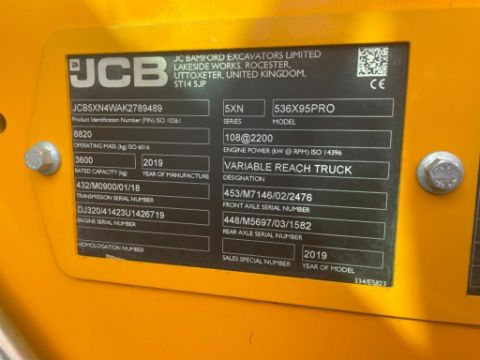 JCB
JC BAMFORD EXCAVATORS LIMITED
LAKESIDE WORKS, ROCESTER,
UTTOXETER, UNITED KINGDOM,
ST14 5JP
CE
JCB5XN4WAK2789489
Product Identification Number (PIN) ISO 10261
5XN
SERIES
536X95PRO
MODEL
8820
OPERATING MASS (kg) ISO 6016
108@2200
ENGINE POWER (kW @ RPM) ISO 14396
3600
RATED CAPACITY (kg)
2019
YEAR OF MANUFACTURE
VARIABLE REACH TRUCK
DESIGNATION
432/M0900/01/18
TRANSMISSION SERIAL NUMBER
453/M7146/02/2476
FRONT AXLE SERIAL NUMBER
DJ320/41423U1426719
ENGINE SERIAL NUMBER
448/M5697/03/1582
REAR AXLE SERIAL NUMBER
HOMOLOGATION NUMBER
SALES SPECIAL NUMBER
2019
YEAR OF MODEL
334/E5823